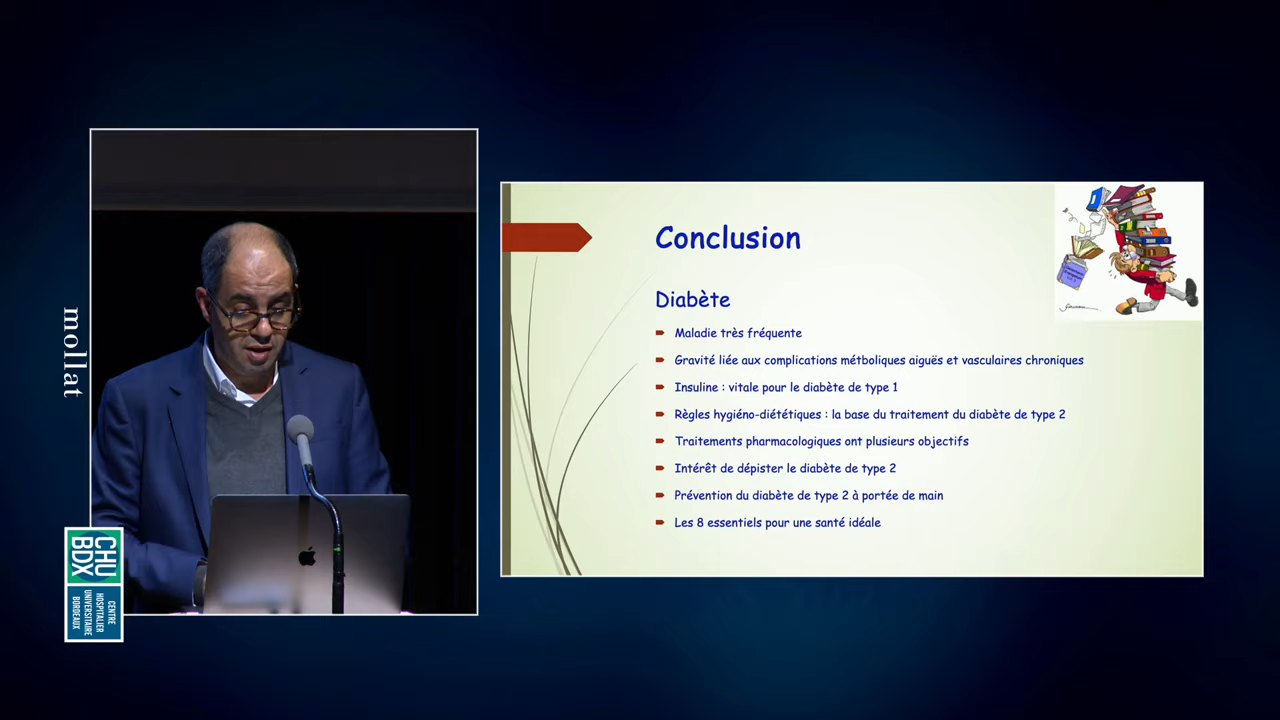 mollat
CHU
BDX
CENTRE
HOSPITALIER
UNIVERSITAIRE
BORDEAUX
Conclusion
Diabète
Maladie très fréquente
Gravité liée aux complications métboliques aiguës et vasculaires chroniques
Insuline : vitale pour le diabète de type 1
Règles hygiéno-diététiques : la base du traitement du diabète de type 2
Traitements pharmacologiques ont plusieurs objectifs
Intérêt de dépister le diabète de type 2
Prévention du diabète de type 2 à portée de main
Les 8 essentiels pour une santé idéale